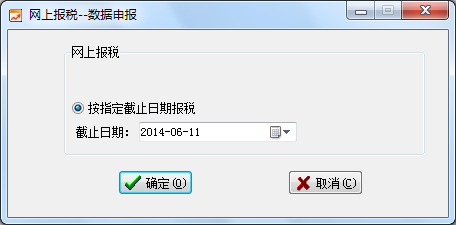 网上报税--数据申报
网上报税
按指定截止日期报税
截止日期： 2014-06-11
确定(O)
取消(C)